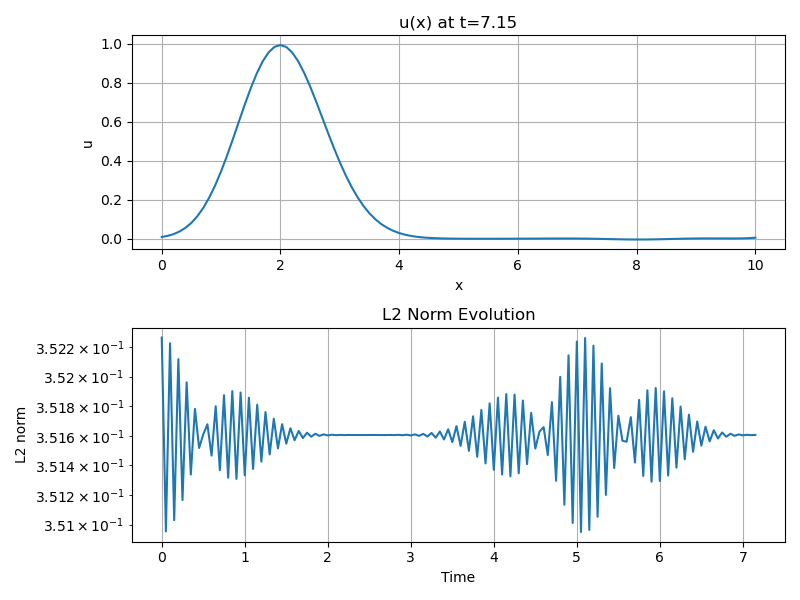 u(x) at t=7.15
1.0
0.8
0.6
0.4
0.2
0.0
u
0 2 4 6 8 10
x
L2 Norm Evolution
3.522 × 10⁻¹
3.52 × 10⁻¹
3.518 × 10⁻¹
3.516 × 10⁻¹
3.514 × 10⁻¹
3.512 × 10⁻¹
3.51 × 10⁻¹
L2 norm
0 1 2 3 4 5 6 7
Time